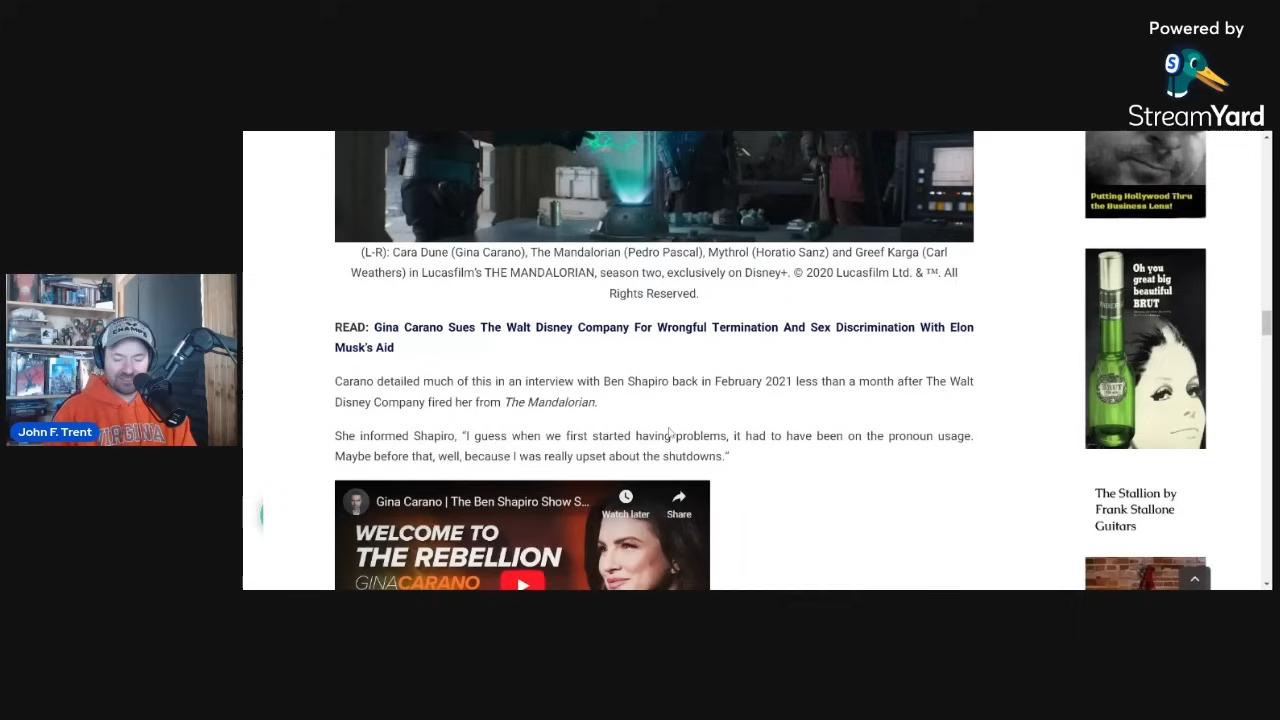 Powered by
S
StreamYard
Putting Hollywood Thru
the Business Lens!
(L-R): Cara Dune (Gina Carano), The Mandalorian (Pedro Pascal), Mythrol (Horatio Sanz) and Greef Karga (Carl
Weathers) in Lucasfilm's THE MANDALORIAN, season two, exclusively on Disney+. © 2020 Lucasfilm Ltd. & ™. All
Rights Reserved.
READ: Gina Carano Sues The Walt Disney Company For Wrongful Termination And Sex Discrimination With Elon
Musk's Aid
Carano detailed much of this in an interview with Ben Shapiro back in February 2021 less than a month after The Walt
Disney Company fired her from The Mandalorian.
She informed Shapiro, "I guess when we first started having problems, it had to have been on the pronoun usage.
Maybe before that, well, because I was really upset about the shutdowns."
Gina Carano | The Ben Shapiro Show S...
Watch later
Share
WELCOME TO
THE REBELLION
GINACARANO
Oh you
great big
beautiful
BRUT
BRUT
The Stallion by
Frank Stallone
Guitars
CHAMPS
VIRGINIA
John F. Trent